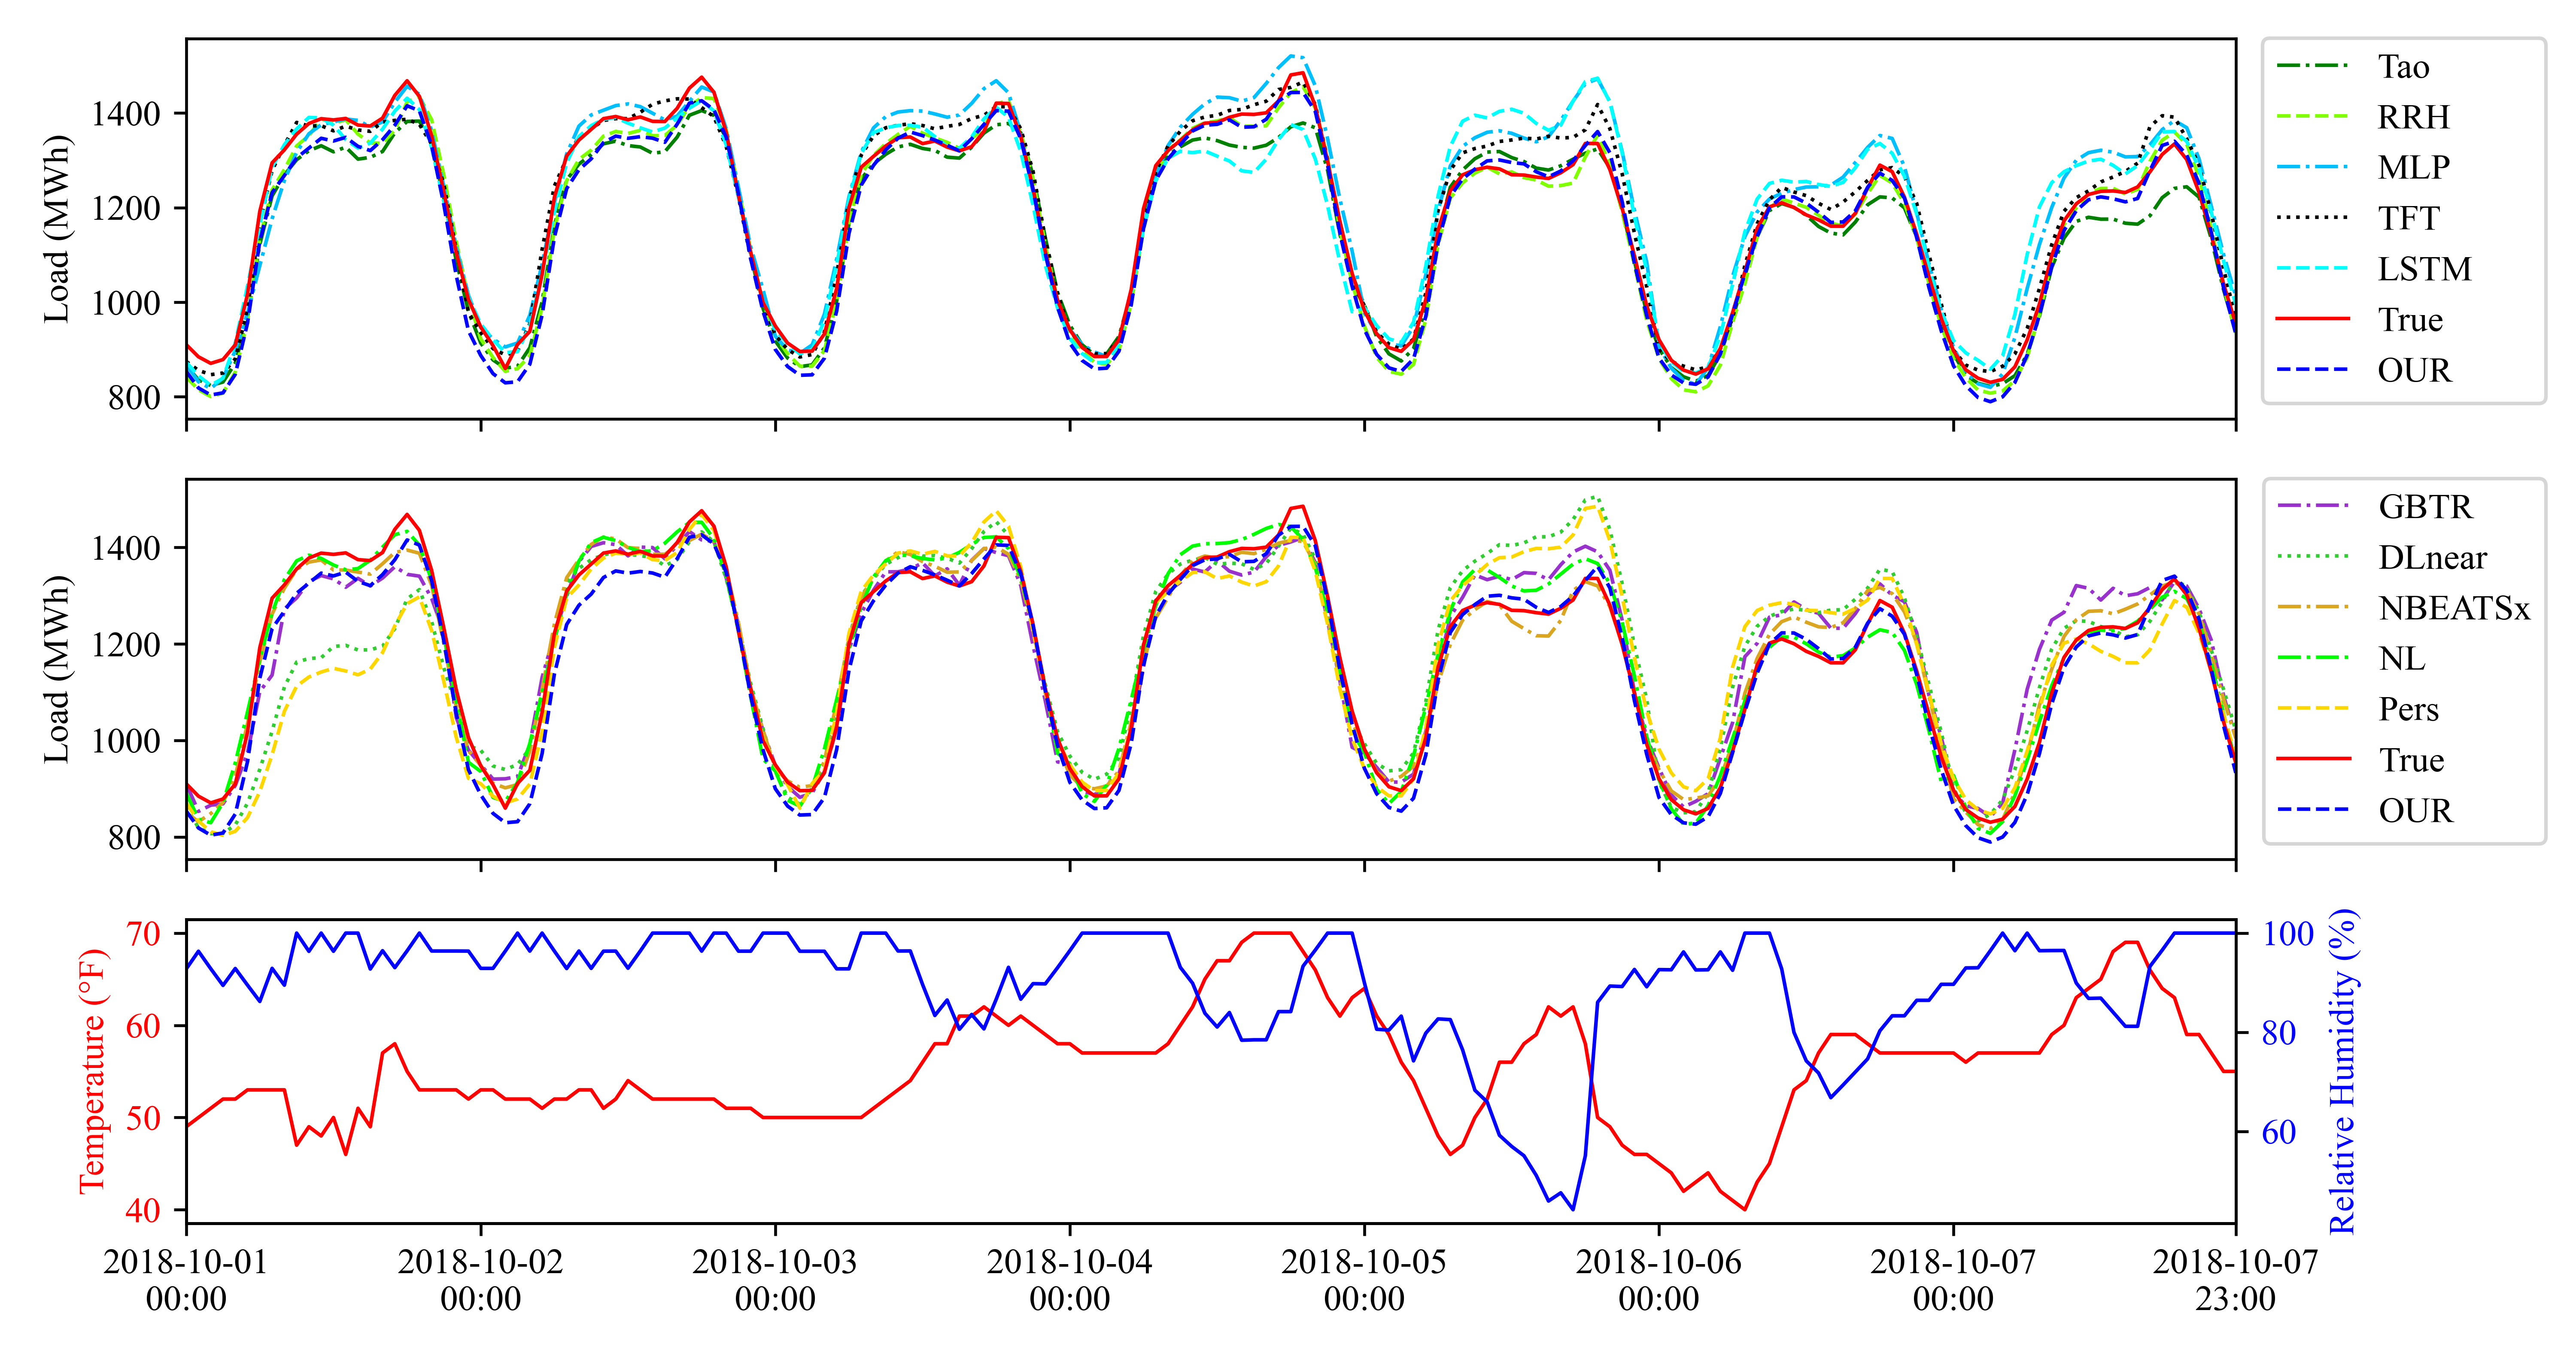 Load (MWh)
1400
1200
1000
800
Tao
RRH
MLP
TFT
LSTM
True
OUR
Load (MWh)
1400
1200
1000
800
GBTR
DLnear
NBEATSx
NL
Pers
True
OUR
Temperature (°F)
70
60
50
40
100
80
60
Relative Humidity (%)
2018-10-01 2018-10-02 2018-10-03 2018-10-04 2018-10-05 2018-10-06 2018-10-07 2018-10-07
00:00 00:00 00:00 00:00 00:00 00:00 00:00 23:00